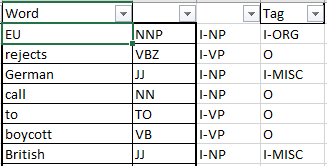 Word Tag
EU NNP I-NP I-ORG
rejects VBZ I-VP O
German JJ I-NP I-MISC
call NN I-NP O
to TO I-VP O
boycott VB I-VP O
British JJ I-NP I-MISC